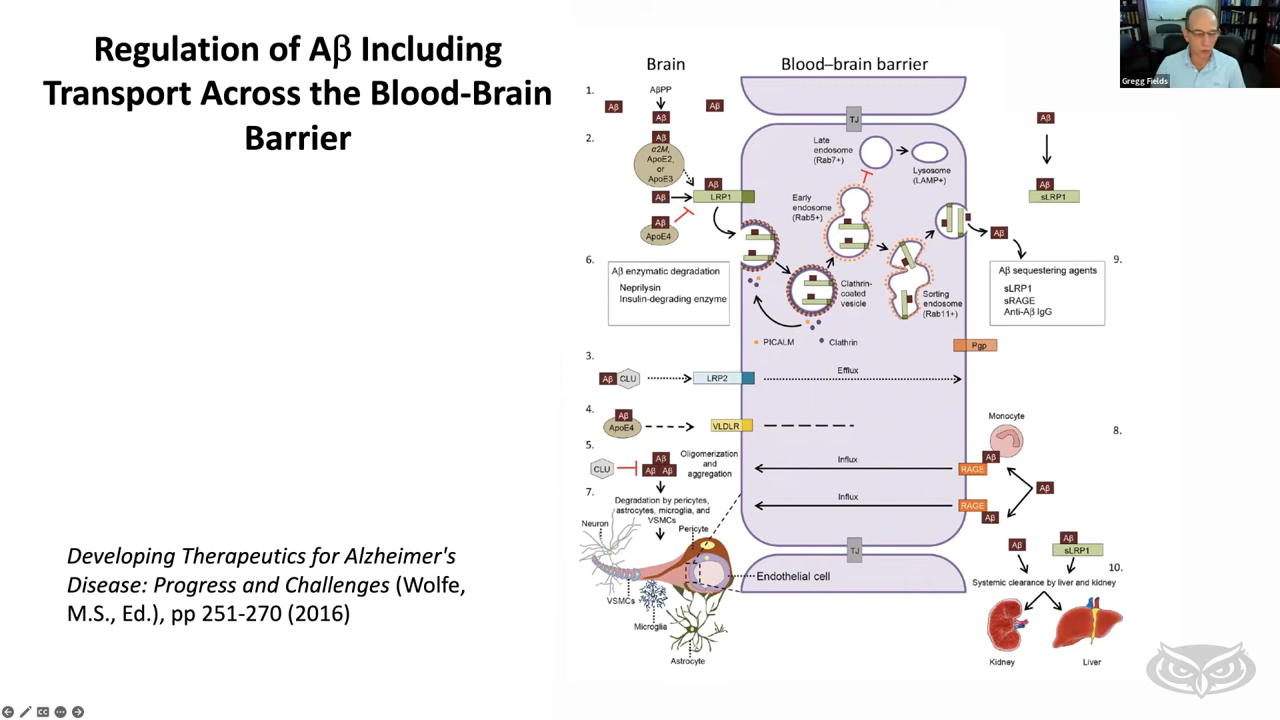 Regulation of Aβ Including
Transport Across the Blood-Brain
Barrier
Developing Therapeutics for Alzheimer's
Disease: Progress and Challenges (Wolfe,
M.S., Ed.), pp 251-270 (2016)
Gregg Fields
Brain
Blood–brain barrier
1.
AβPP
Aβ
Aβ
Aβ
TJ
Aβ
2.
Aβ
α2M,
ApoE2,
or
ApoE3
Aβ
LRP1
Aβ
Aβ
ApoE4
Late
endosome
(Rab7+)
Lysosome
(LAMP+)
Early
endosome
(Rab5+)
Aβ
sLRP1
Aβ
6.
Aβ enzymatic degradation
Neprilysin
Insulin-degrading enzyme
Clathrin-
coated
vesicle
Sorting
endosome
(Rab11+)
PICALM
Clathrin
9.
Aβ sequestering agents
sLRP1
sRAGE
Anti-Aβ IgG
Pgp
3.
Aβ
CLU
LRP2
Efflux
4.
Aβ
ApoE4
VLDLR
8.
Monocyte
Aβ
RAGE
Influx
5.
CLU
Aβ
Aβ Aβ
Oligomerization
and
aggregation
Aβ
RAGE
Aβ
Influx
7.
Degradation by pericytes,
astrocytes, microglia, and
VSMCs
Neuron
Pericyte
VSMCs
Microglia
Astrocyte
Endothelial cell
TJ
Aβ
Aβ
sLRP1
10.
Systemic clearance by liver and kidney
Kidney
Liver